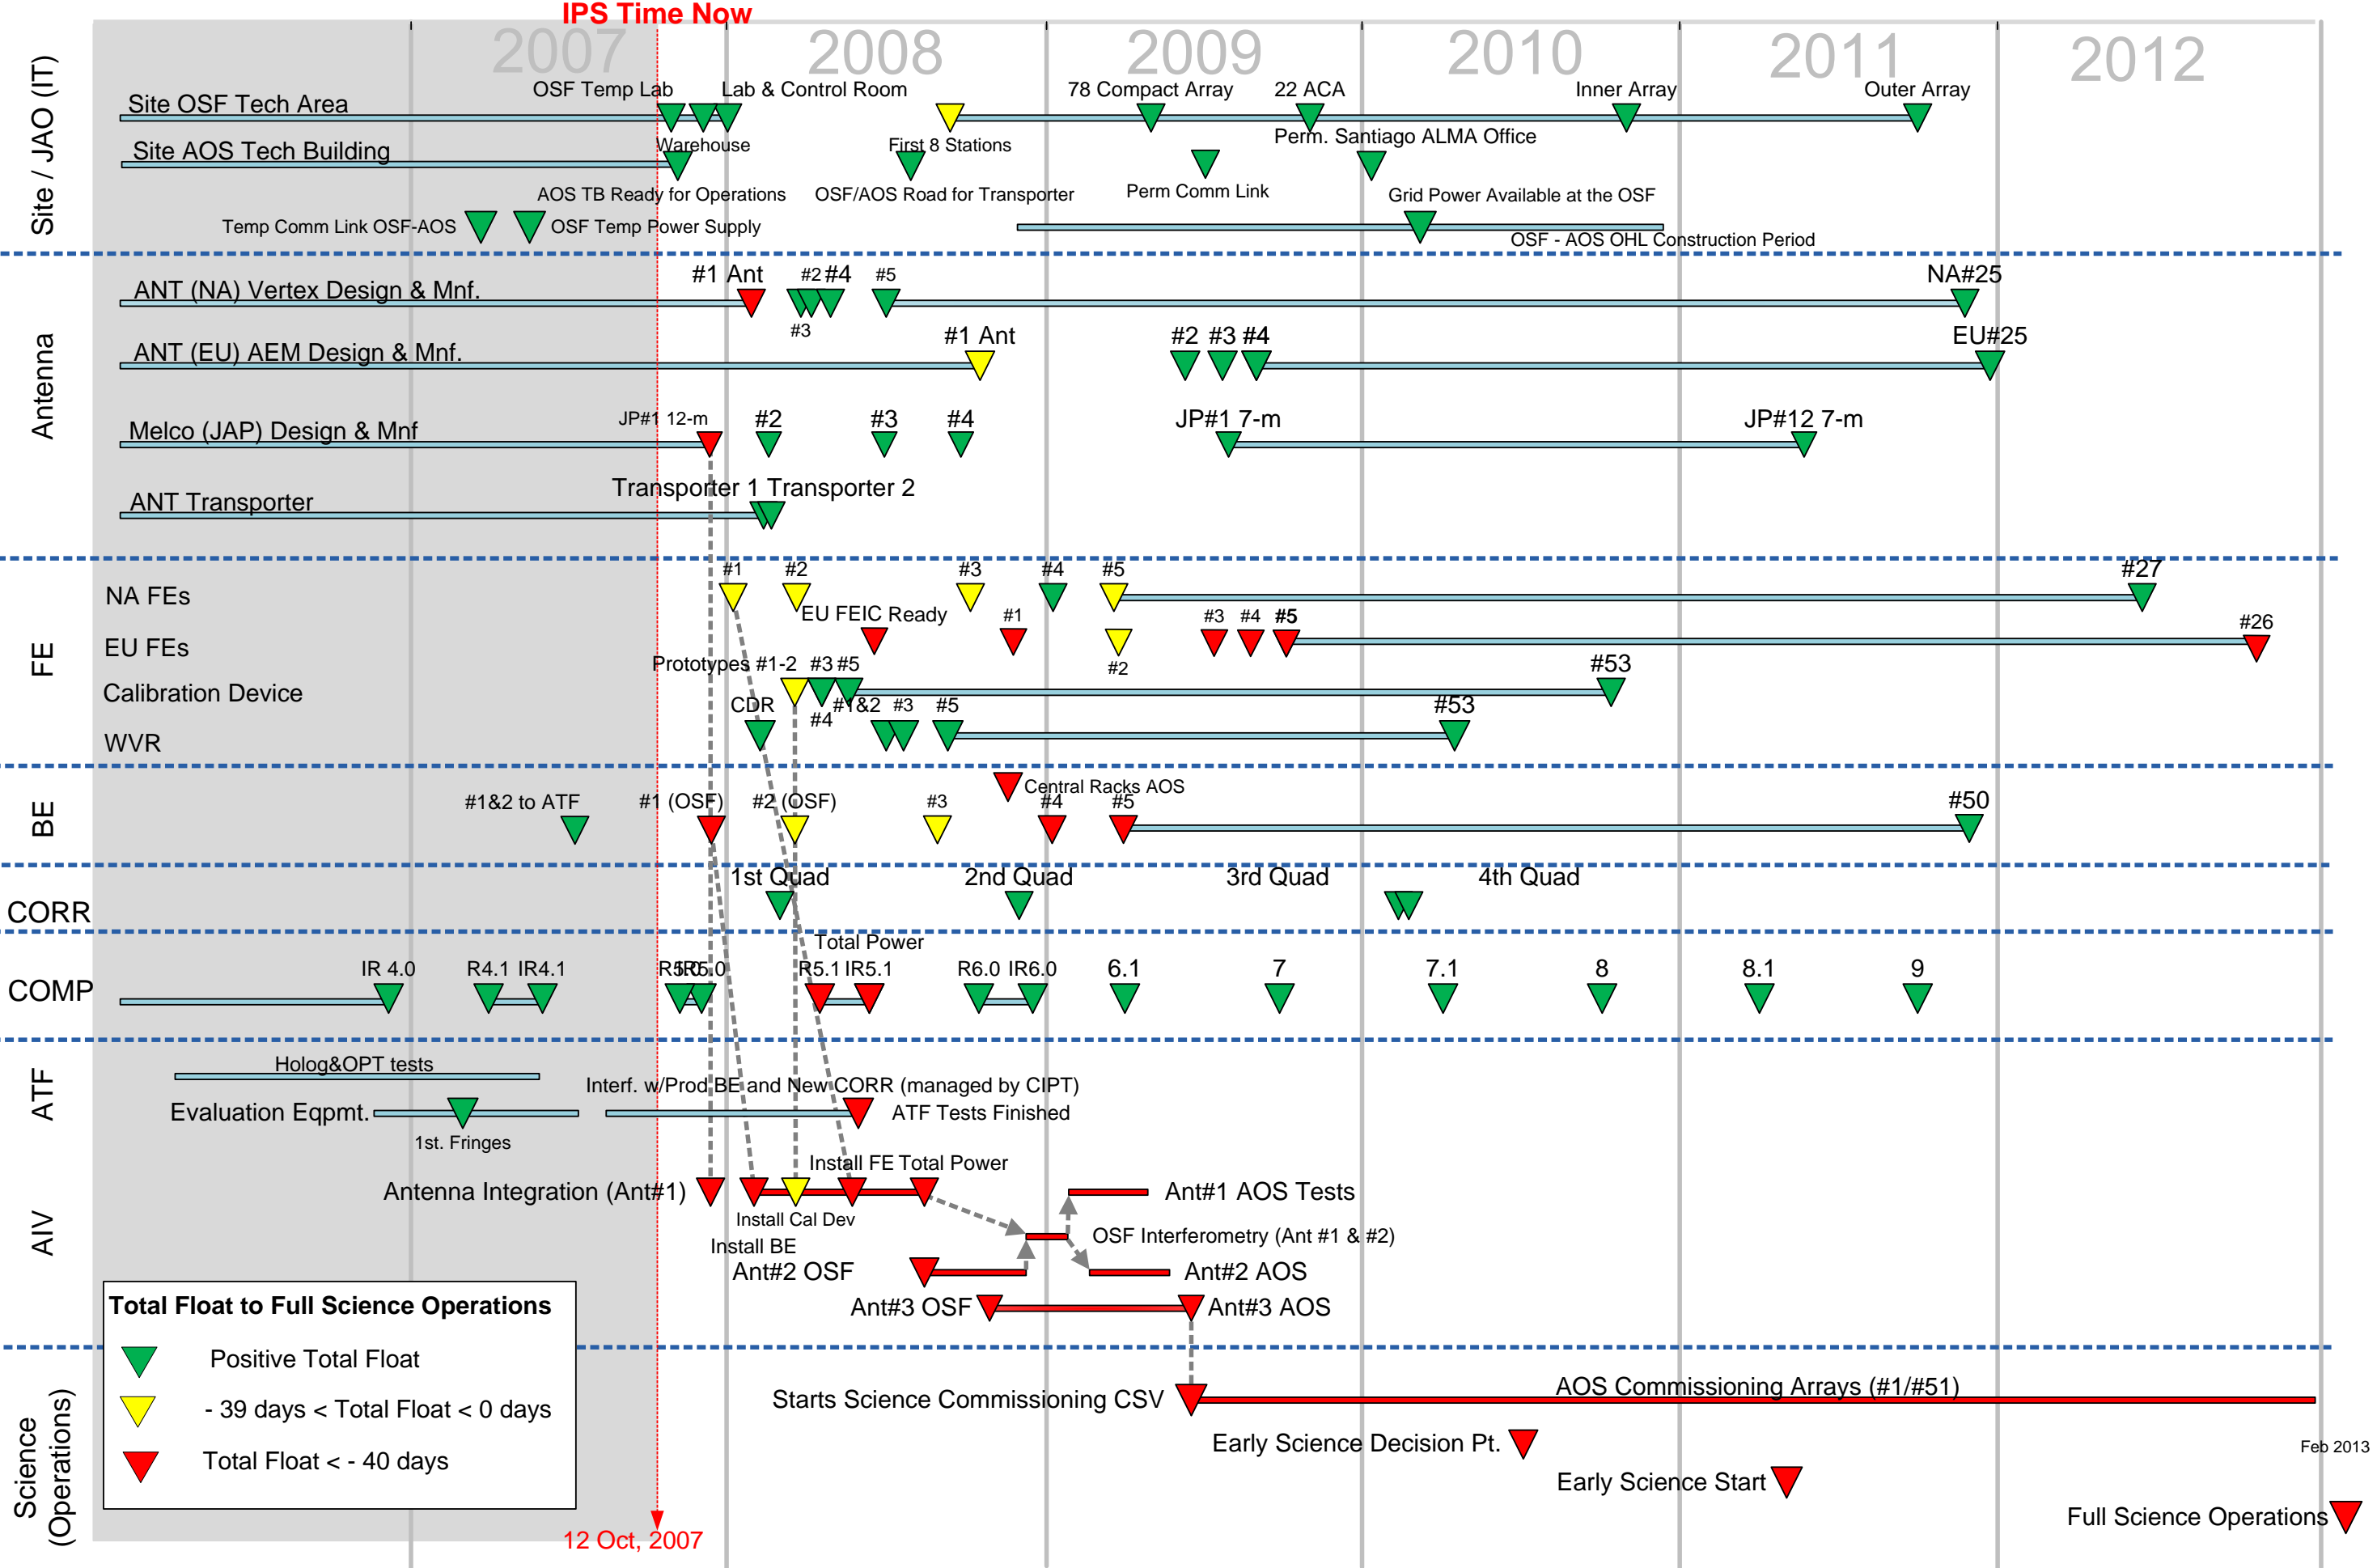 IPS Time Now
2007
2008
2009
2010
2011
2012
Site / JAO (IT)
OSF Temp Lab
Lab & Control Room
78 Compact Array
22 ACA
Inner Array
Outer Array
Site OSF Tech Area
Warehouse
First 8 Stations
Perm. Santiago ALMA Office
Site AOS Tech Building
AOS TB Ready for Operations
OSF/AOS Road for Transporter
Perm Comm Link
Grid Power Available at the OSF
Temp Comm Link OSF-AOS
OSF Temp Power Supply
OSF - AOS OHL Construction Period
Antenna
#1 Ant
#2
#4
#5
NA#25
ANT (NA) Vertex Design & Mnf.
#3
#1 Ant
#2
#3
#4
EU#25
ANT (EU) AEM Design & Mnf.
JP#1 12-m
#2
#3
#4
JP#1 7-m
JP#12 7-m
Melco (JAP) Design & Mnf
Transporter 1
Transporter 2
ANT Transporter
FE
#1
#2
#3
#4
#5
#27
NA FEs
EU FEIC Ready
#1
#3
#4
#5
#26
EU FEs
#2
Prototypes #1-2
#3
#5
#53
Calibration Device
#4
CDR
#1&2
#3
#5
#53
WVR
BE
Central Racks AOS
#1&2 to ATF
#1 (OSF)
#2 (OSF)
#3
#4
#5
#50
1st Quad
2nd Quad
3rd Quad
4th Quad
CORR
Total Power
IR 4.0
R4.1
IR4.1
R5.0
IR5.0
R5.1
IR5.1
R6.0
IR6.0
6.1
7
7.1
8
8.1
9
COMP
ATF
Holog&OPT tests
Interf. w/Prod BE and New CORR (managed by CIPT)
Evaluation Eqpmt.
ATF Tests Finished
1st. Fringes
AIV
Install FE
Total Power
Antenna Integration (Ant#1)
Ant#1 AOS Tests
Install Cal Dev
OSF Interferometry (Ant #1 & #2)
Install BE
Ant#2 OSF
Ant#2 AOS
Ant#3 OSF
Ant#3 AOS
Total Float to Full Science Operations
Positive Total Float
- 39 days < Total Float < 0 days
Total Float < - 40 days
Science
(Operations)
Starts Science Commissioning CSV
AOS Commissioning Arrays (#1/#51)
Early Science Decision Pt.
Feb 2013
Early Science Start
Full Science Operations
12 Oct, 2007